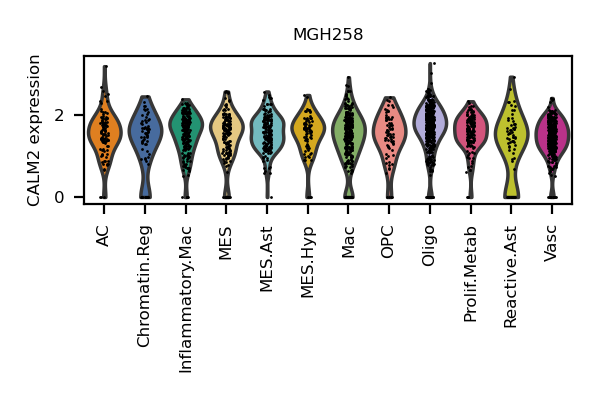 MGH258
CALM2 expression
2
0
AC
Chromatin.Reg
Inflammatory.Mac
MES
MES.Ast
MES.Hyp
Mac
OPC
Oligo
Prolif.Metab
Reactive.Ast
Vasc